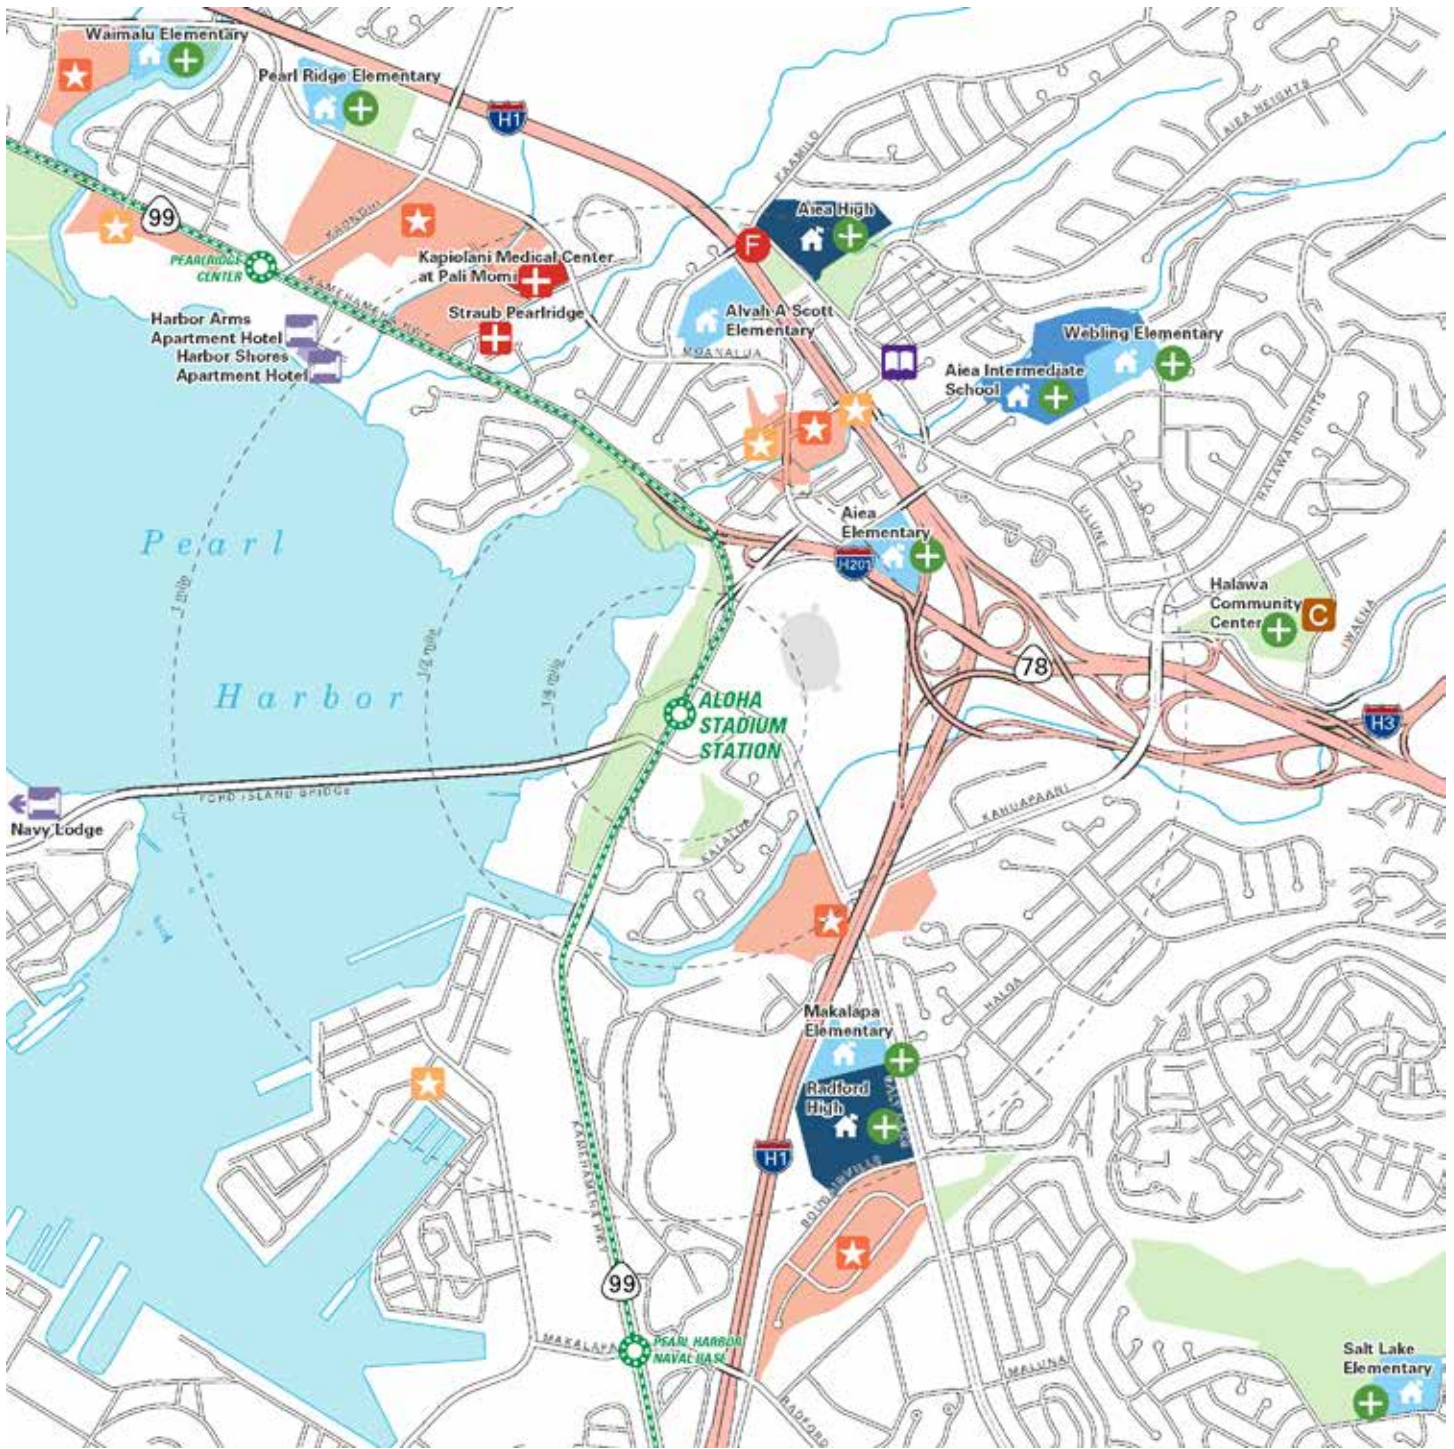 Waimalu Elementary
Pearl Ridge Elementary
H1
KAAMILO
AIEA HEIGHTS
99
KAONOHI
Aiea High
F
PEARLRIDGE
CENTER
Kapiolani Medical Center
at Pali Momi
KAMEHAMEHA HWY
Straub Pearlridge
Harbor Arms
Apartment Hotel
Harbor Shores
Apartment Hotel
Alvah A Scott
Elementary
MOANALUA
Webling Elementary
Aiea Intermediate
School
HALAWA HEIGHTS
ULUNE
Aiea
Elementary
H201
Pearl
Harbor
1 mile
1/2 mile
1/4 mile
Halawa
Community
Center
C
IWAENA
78
H3
ALOHA
STADIUM
STATION
FORD ISLAND BRIDGE
Navy Lodge
KALALOA
KAHUAPAANI
HALOA
Makalapa
Elementary
Radford
High
SALT LAKE
H1
BOUGAINVILLE
KAMEHAMEHA HWY
99
MAKALAPA
PEARL HARBOR
NAVAL BASE
RADFORD
MALUNA
Salt Lake
Elementary